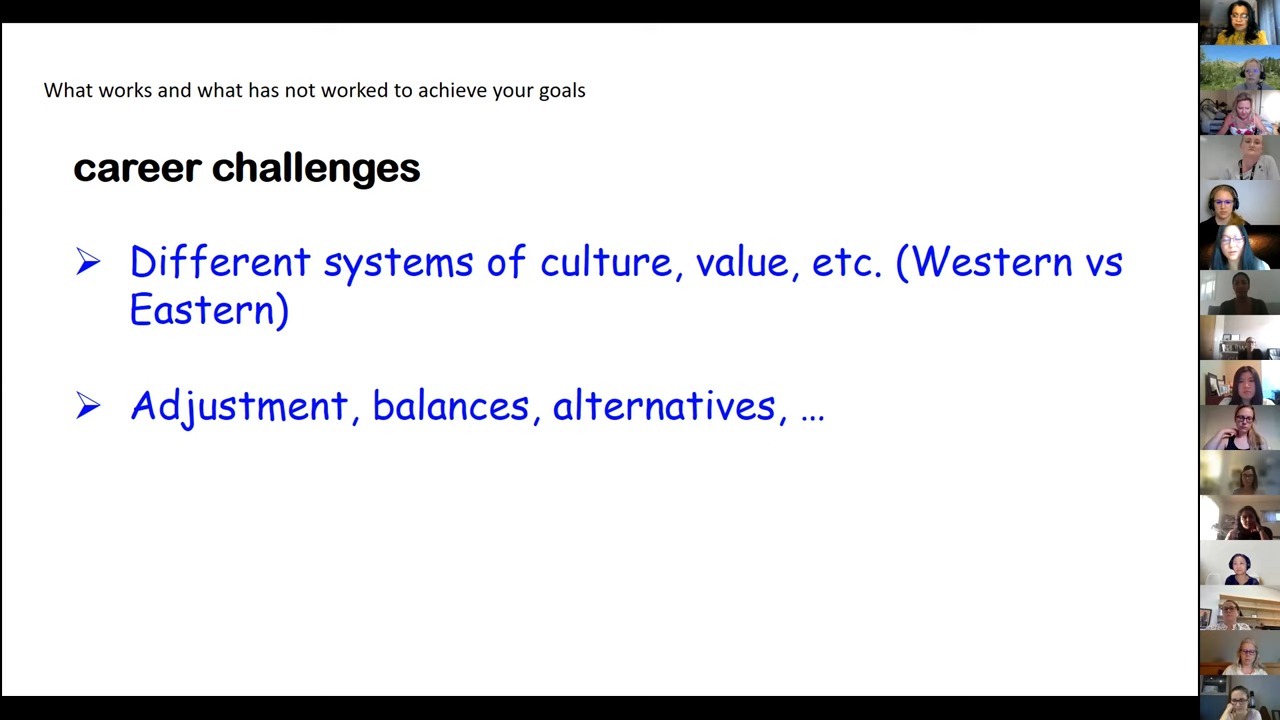 What works and what has not worked to achieve your goals
career challenges
➢ Different systems of culture, value, etc. (Western vs
Eastern)
➢ Adjustment, balances, alternatives, ...